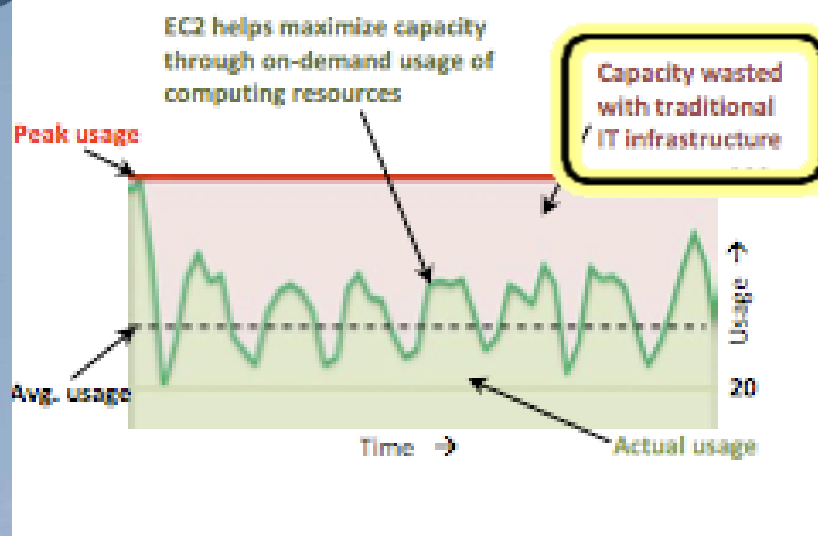 EC2 helps maximize capacity
through on-demand usage of
computing resources
Capacity wasted
with traditional
IT infrastructure
Peak usage
Usage →
Avg. usage
20
Time →
Actual usage